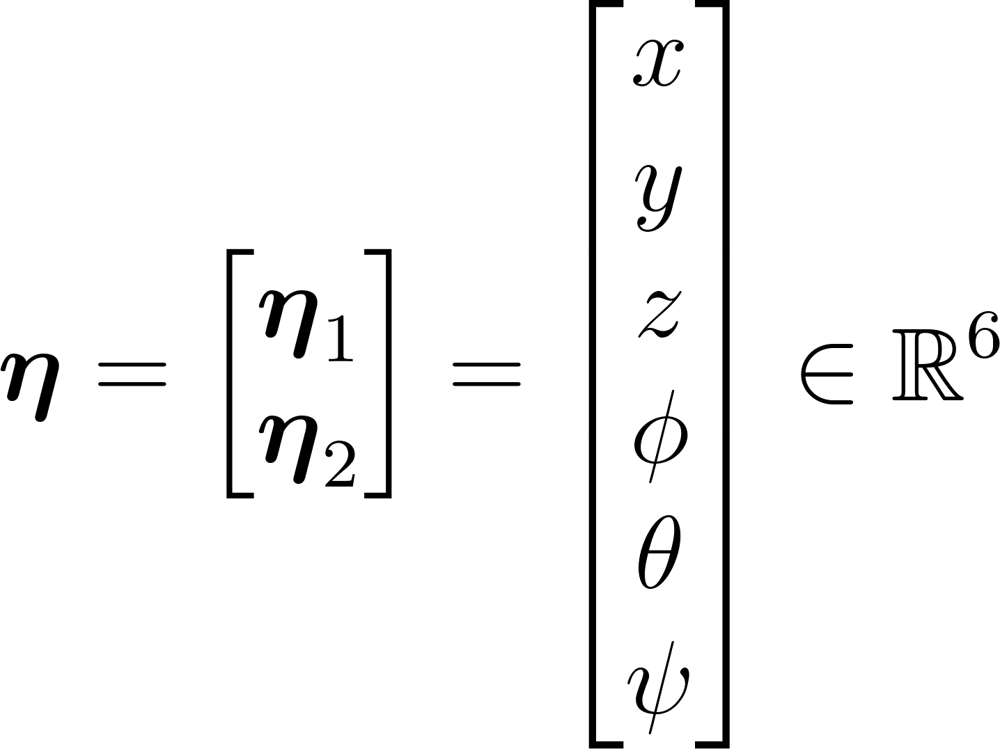 𝜼 = [𝜼₁ 𝜼₂] = [x y z ϕ θ ψ] ∈ ℝ⁶